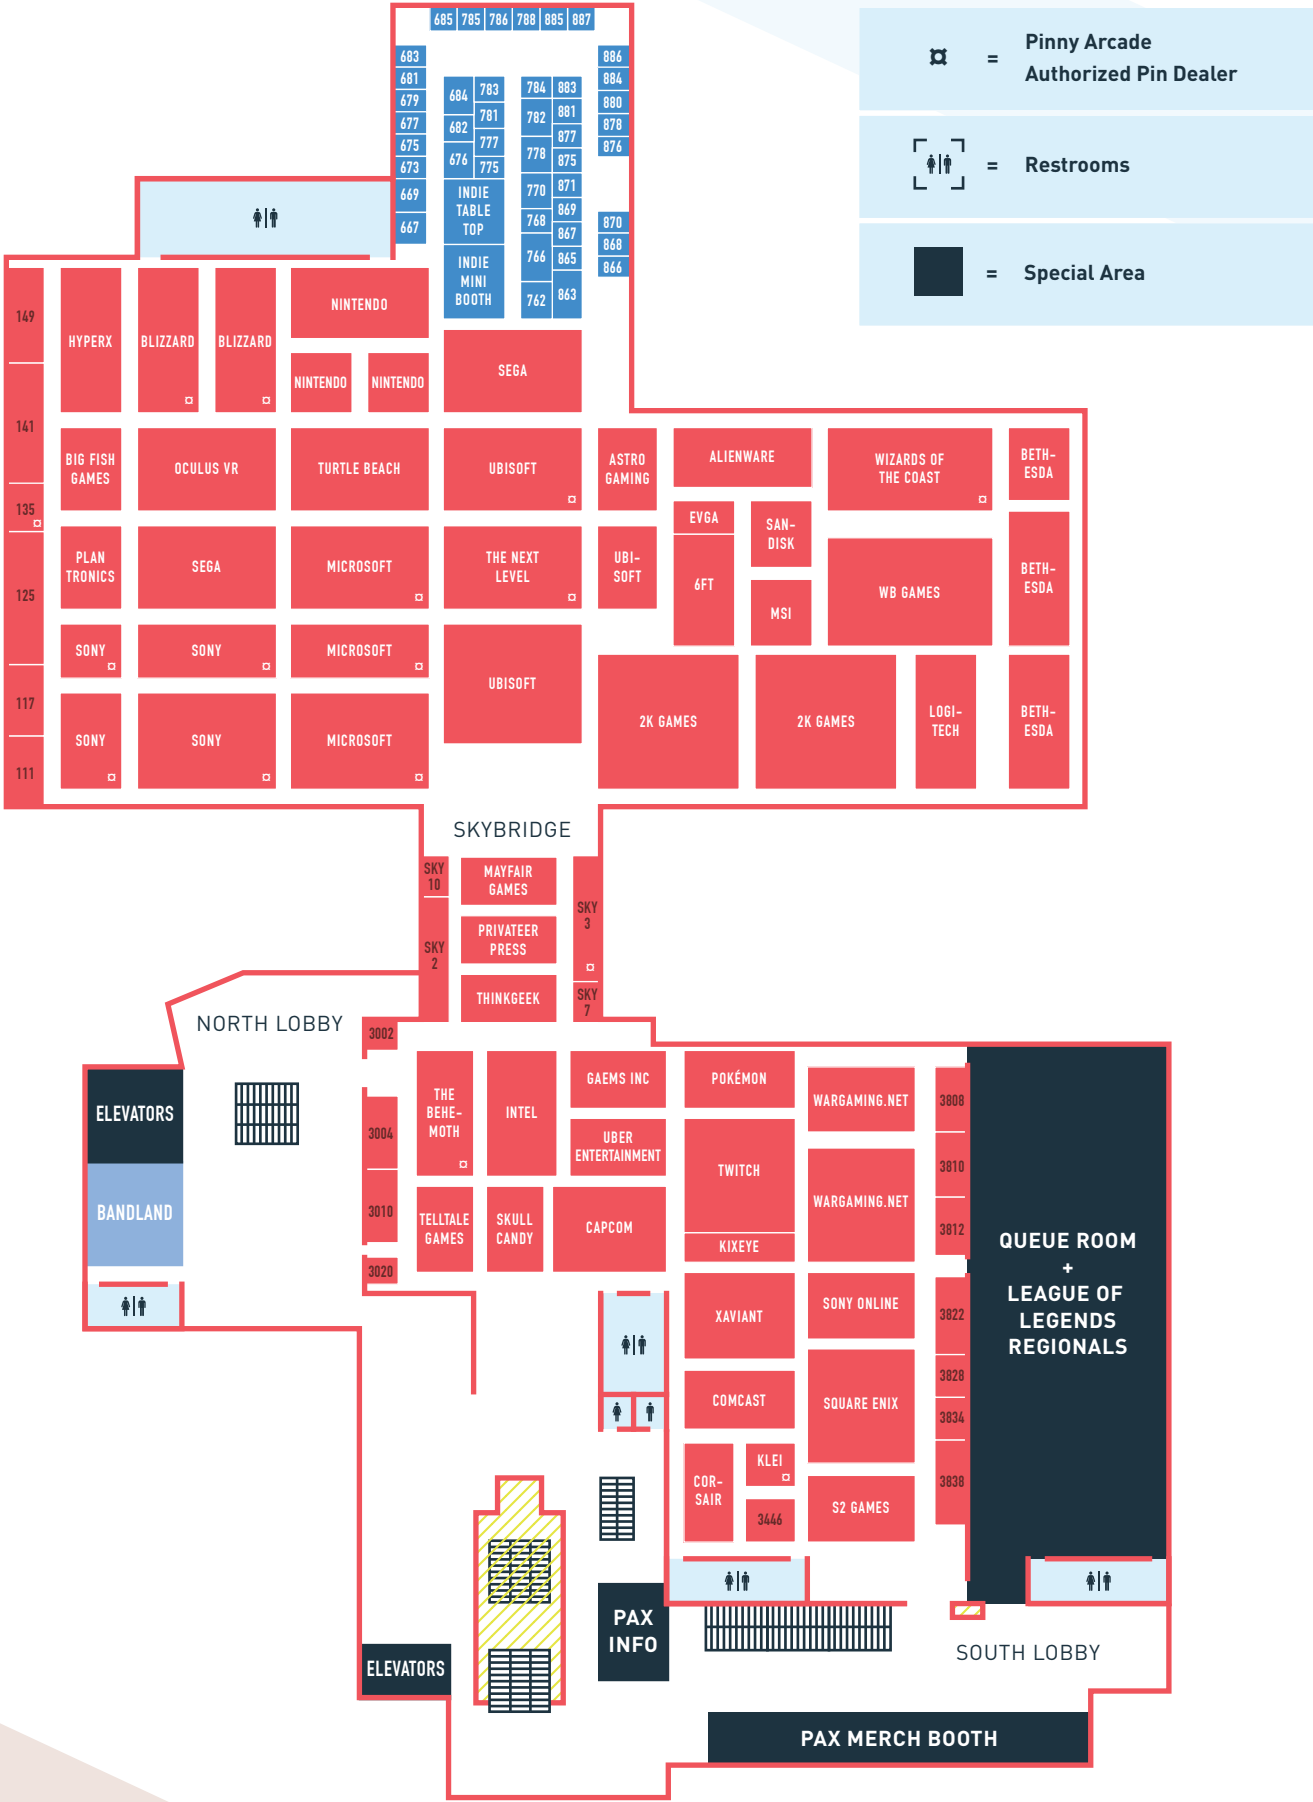 685 785 786 788 885 887
¤ = Pinny Arcade
Authorized Pin Dealer
= Restrooms
= Special Area
683
681
679
677
675
673
669
667
684
682
676
783
781
777
775
INDIE
TABLE
TOP
INDIE
MINI
BOOTH
784
782
778
770
768
766
762
883
881
877
875
871
869
867
865
863
886
884
880
878
876
870
868
866
149
141
135
¤
125
117
111
HYPERX
BLIZZARD
¤
BLIZZARD
¤
NINTENDO
NINTENDO
NINTENDO
SEGA
BIG FISH
GAMES
OCULUS VR
TURTLE BEACH
UBISOFT
¤
ASTRO
GAMING
ALIENWARE
WIZARDS OF
THE COAST
¤
BETH-
ESDA
PLAN
TRONICS
SEGA
MICROSOFT
¤
THE NEXT
LEVEL
¤
UBI-
SOFT
EVGA
6FT
SAN-
DISK
MSI
WB GAMES
BETH-
ESDA
SONY
¤
SONY
¤
MICROSOFT
¤
UBISOFT
SONY
¤
SONY
¤
MICROSOFT
¤
2K GAMES
2K GAMES
LOGI-
TECH
BETH-
ESDA
SKYBRIDGE
SKY
10
SKY
2
MAYFAIR
GAMES
PRIVATEER
PRESS
THINKGEEK
SKY
3
¤
SKY
7
NORTH LOBBY
ELEVATORS
BANDLAND
3002
3004
3010
3020
THE
BEHE-
MOTH
¤
INTEL
GAEMS INC
UBER
ENTERTAINMENT
TELLTALE
GAMES
SKULL
CANDY
CAPCOM
POKÉMON
TWITCH
KIXEYE
XAVIANT
COMCAST
COR-
SAIR
KLEI
¤
3446
WARGAMING.NET
WARGAMING.NET
SONY ONLINE
SQUARE ENIX
S2 GAMES
3808
3810
3812
3822
3828
3834
3838
QUEUE ROOM
+
LEAGUE OF
LEGENDS
REGIONALS
ELEVATORS
PAX
INFO
SOUTH LOBBY
PAX MERCH BOOTH